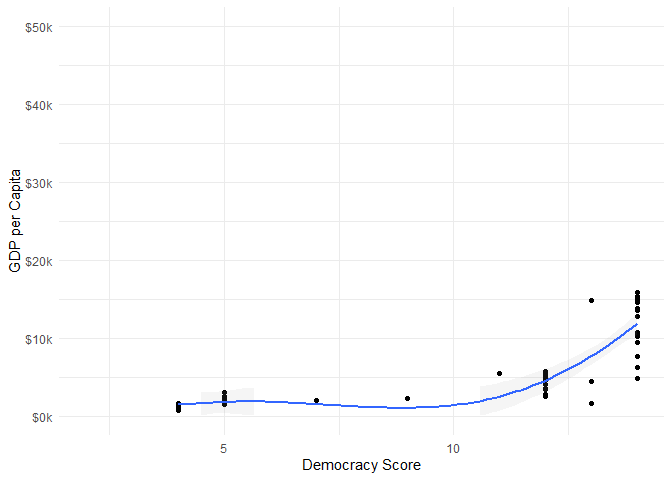 $50k
$40k
$30k
$20k
$10k
$0k
GDP per Capita
5
10
Democracy Score